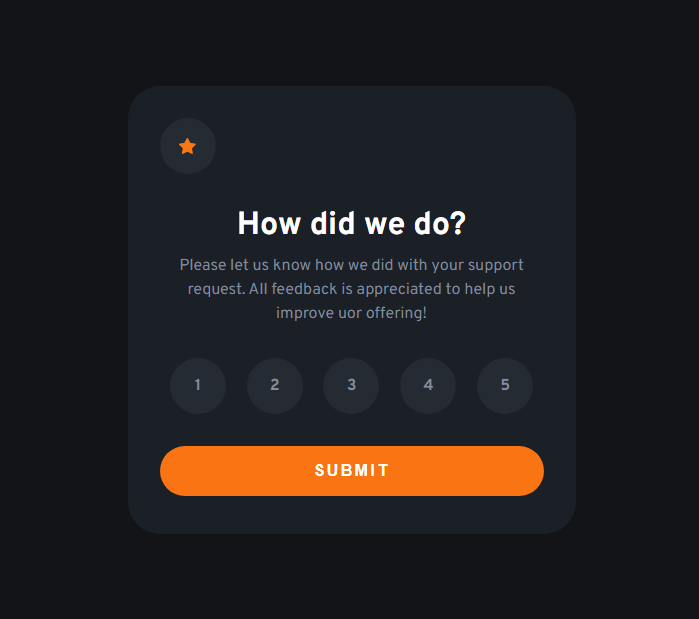 How did we do?
Please let us know how we did with your support
request. All feedback is appreciated to help us
improve uor offering!
1 2 3 4 5
SUBMIT